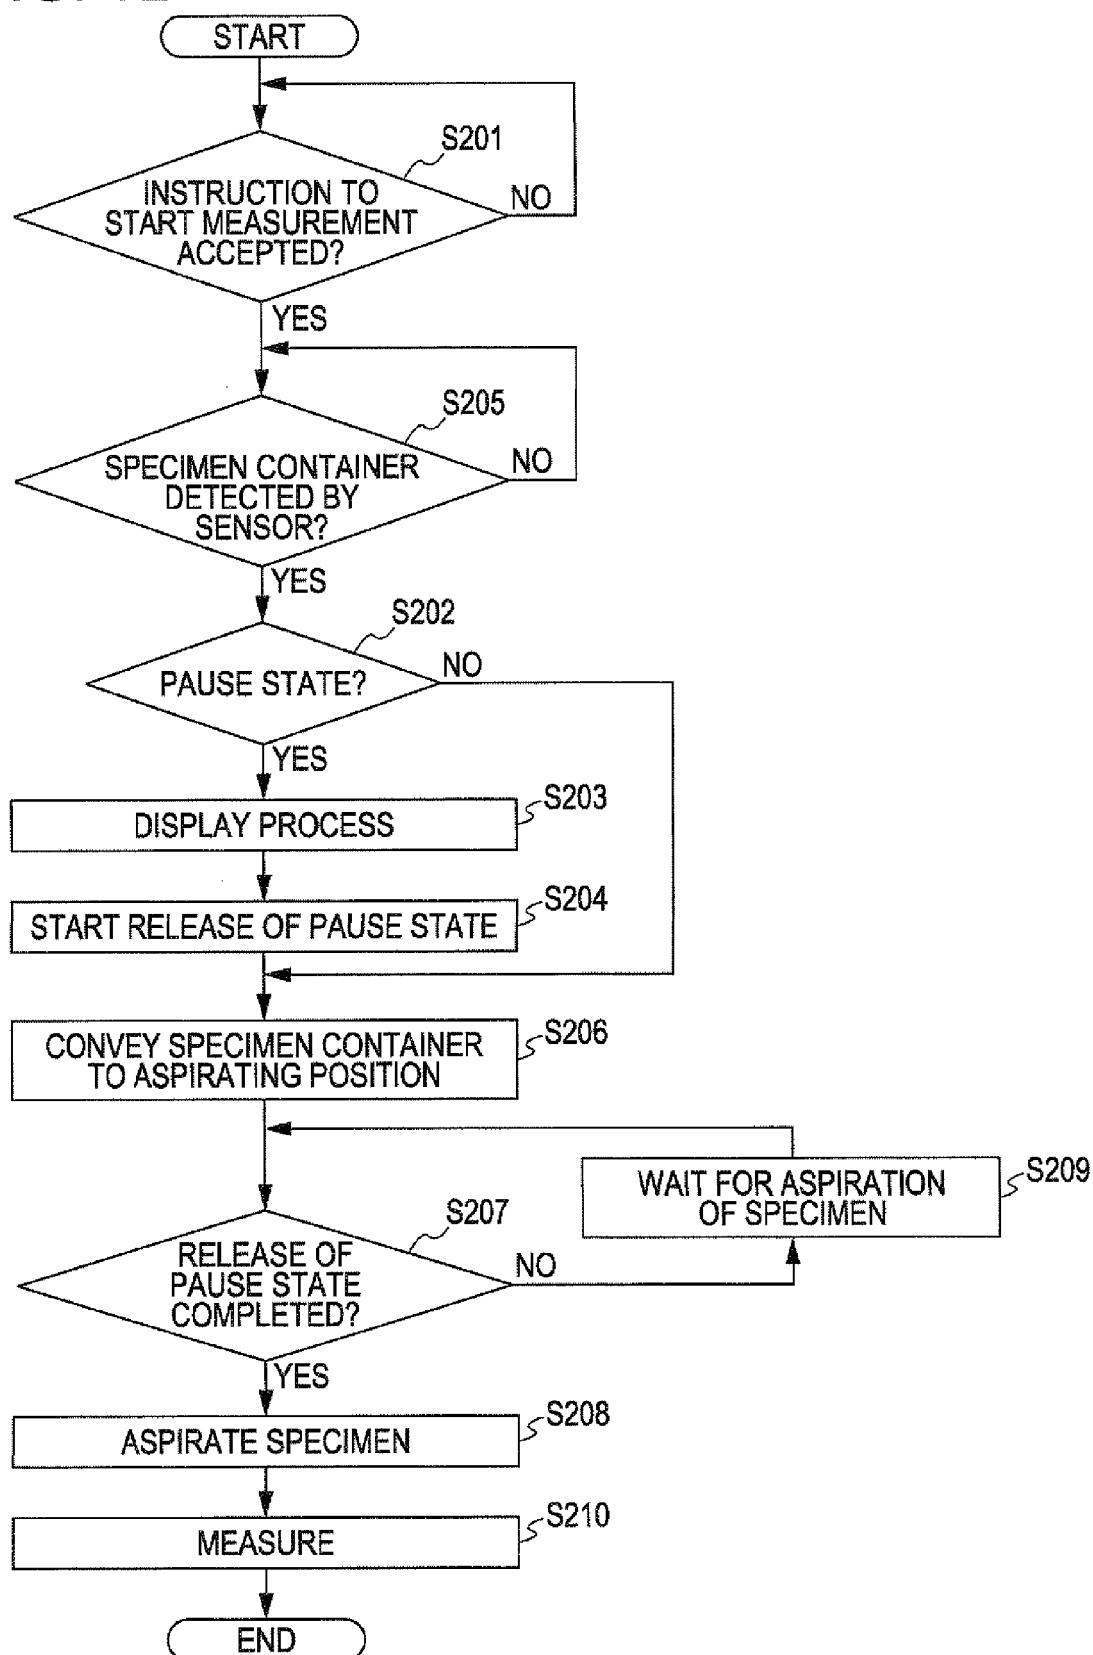 START
S201
INSTRUCTION TO
START MEASUREMENT
ACCEPTED?
NO
YES
S205
SPECIMEN CONTAINER
DETECTED BY
SENSOR?
NO
YES
S202
PAUSE STATE?
NO
YES
S203
DISPLAY PROCESS
S204
START RELEASE OF PAUSE STATE
S206
CONVEY SPECIMEN CONTAINER
TO ASPIRATING POSITION
S209
WAIT FOR ASPIRATION
OF SPECIMEN
S207
RELEASE OF
PAUSE STATE
COMPLETED?
NO
YES
S208
ASPIRATE SPECIMEN
S210
MEASURE
END